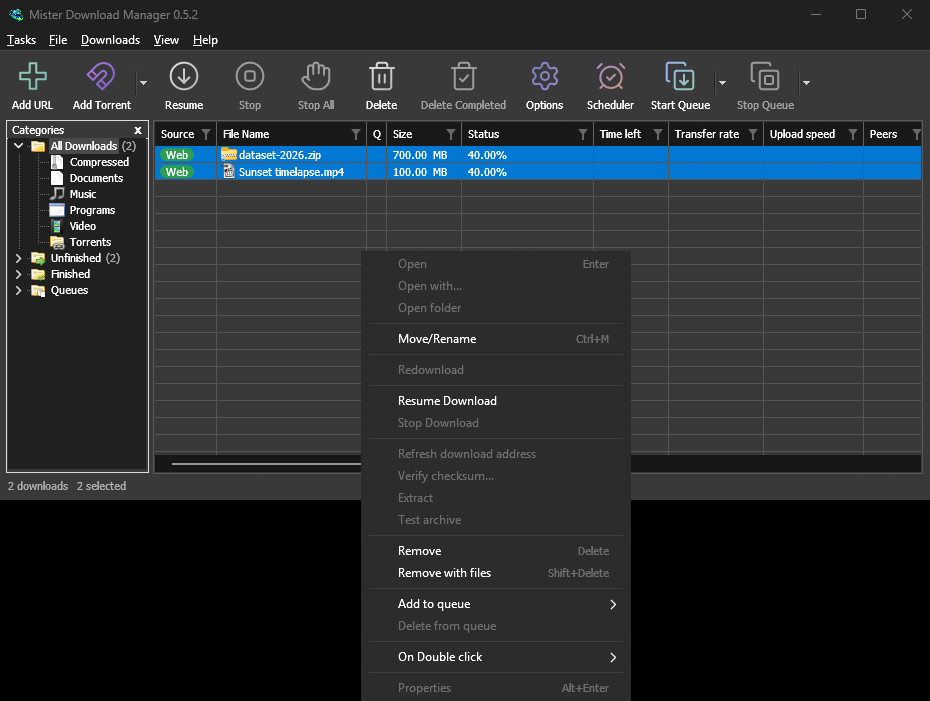 Mister Download Manager 0.5.2
Tasks File Downloads View Help
Add URL Add Torrent Resume Stop Stop All Delete Delete Completed Options Scheduler Start Queue Stop Queue
Categories x
All Downloads (2)
Compressed
Documents
Music
Programs
Video
Torrents
Unfinished (2)
Finished
Queues
Source File Name Q Size Status Time left Transfer rate Upload speed Peers
Web dataset-2026.zip 700.00 MB 40.00%
Web Sunset timelapse.mp4 100.00 MB 40.00%
Open Enter
Open with...
Open folder
Move/Rename Ctrl+M
Redownload
Resume Download
Stop Download
Refresh download address
Verify checksum...
Extract
Test archive
Remove Delete
Remove with files Shift+Delete
Add to queue
Delete from queue
On Double click
Properties Alt+Enter
2 downloads 2 selected